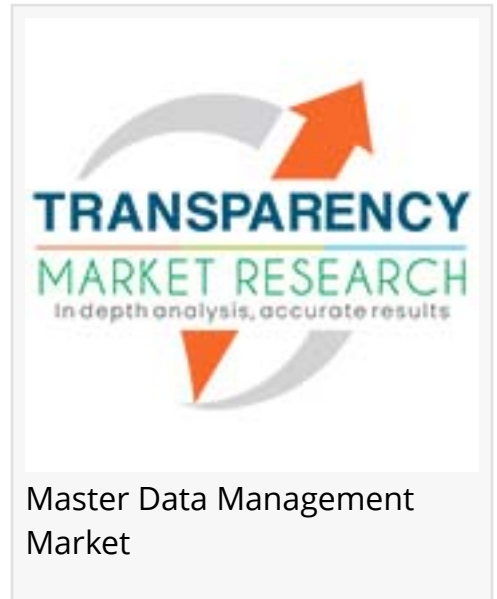 TRANSPARENCY
MARKET RESEARCH
In depth analysis, accurate results
Master Data Management
Market